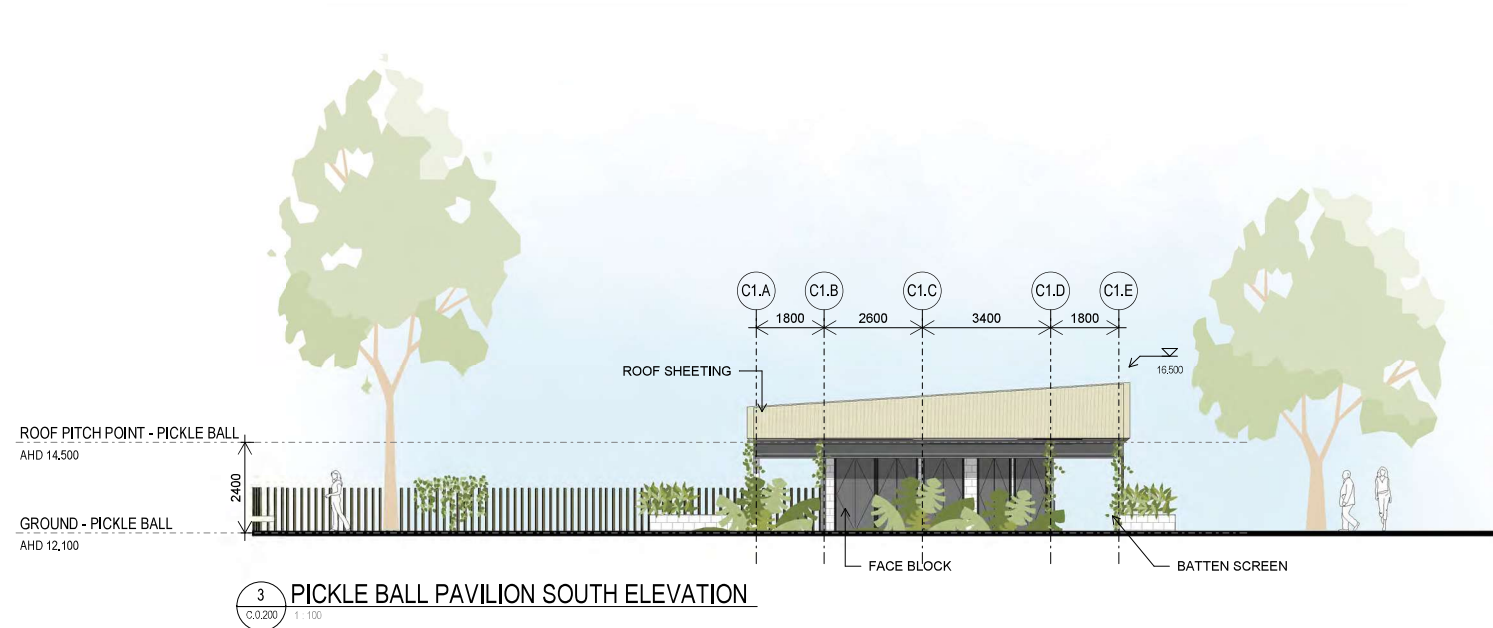 C1.A C1.B C1.C C1.D C1.E
1800 2600 3400 1800
ROOF SHEETING
16.500
ROOF PITCH POINT - PICKLE BALL
AHD 14.500
2400
GROUND - PICKLE BALL
AHD 12.100
FACE BLOCK
BATTEN SCREEN
3 PICKLE BALL PAVILION SOUTH ELEVATION
C.0.200 1 : 100